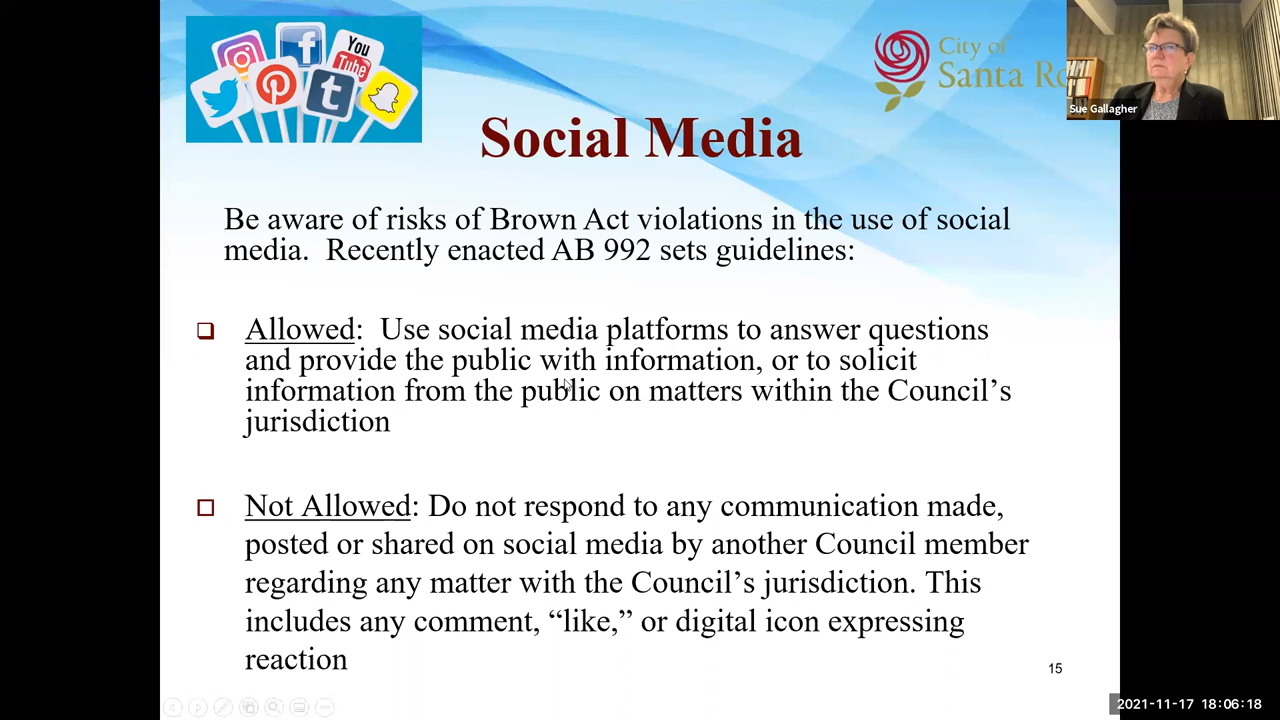 You
Tube
City of
Santa Ro
Sue Gallagher
Social Media
Be aware of risks of Brown Act violations in the use of social
media. Recently enacted AB 992 sets guidelines:
Allowed: Use social media platforms to answer questions
and provide the public with information, or to solicit
information from the public on matters within the Council’s
jurisdiction
Not Allowed: Do not respond to any communication made,
posted or shared on social media by another Council member
regarding any matter with the Council’s jurisdiction. This
includes any comment, “like,” or digital icon expressing
reaction
15
2021-11-17 18:06:18